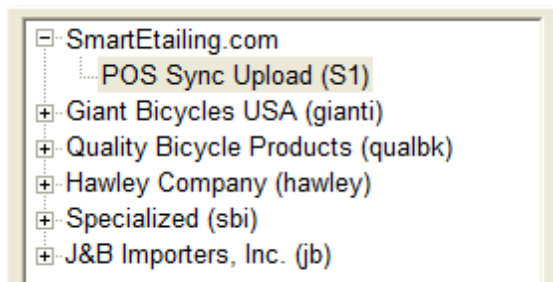 SmartEtailing.com
POS Sync Upload (S1)
Giant Bicycles USA (gianti)
Quality Bicycle Products (qualbk)
Hawley Company (hawley)
Specialized (sbi)
J&B Importers, Inc. (jb)